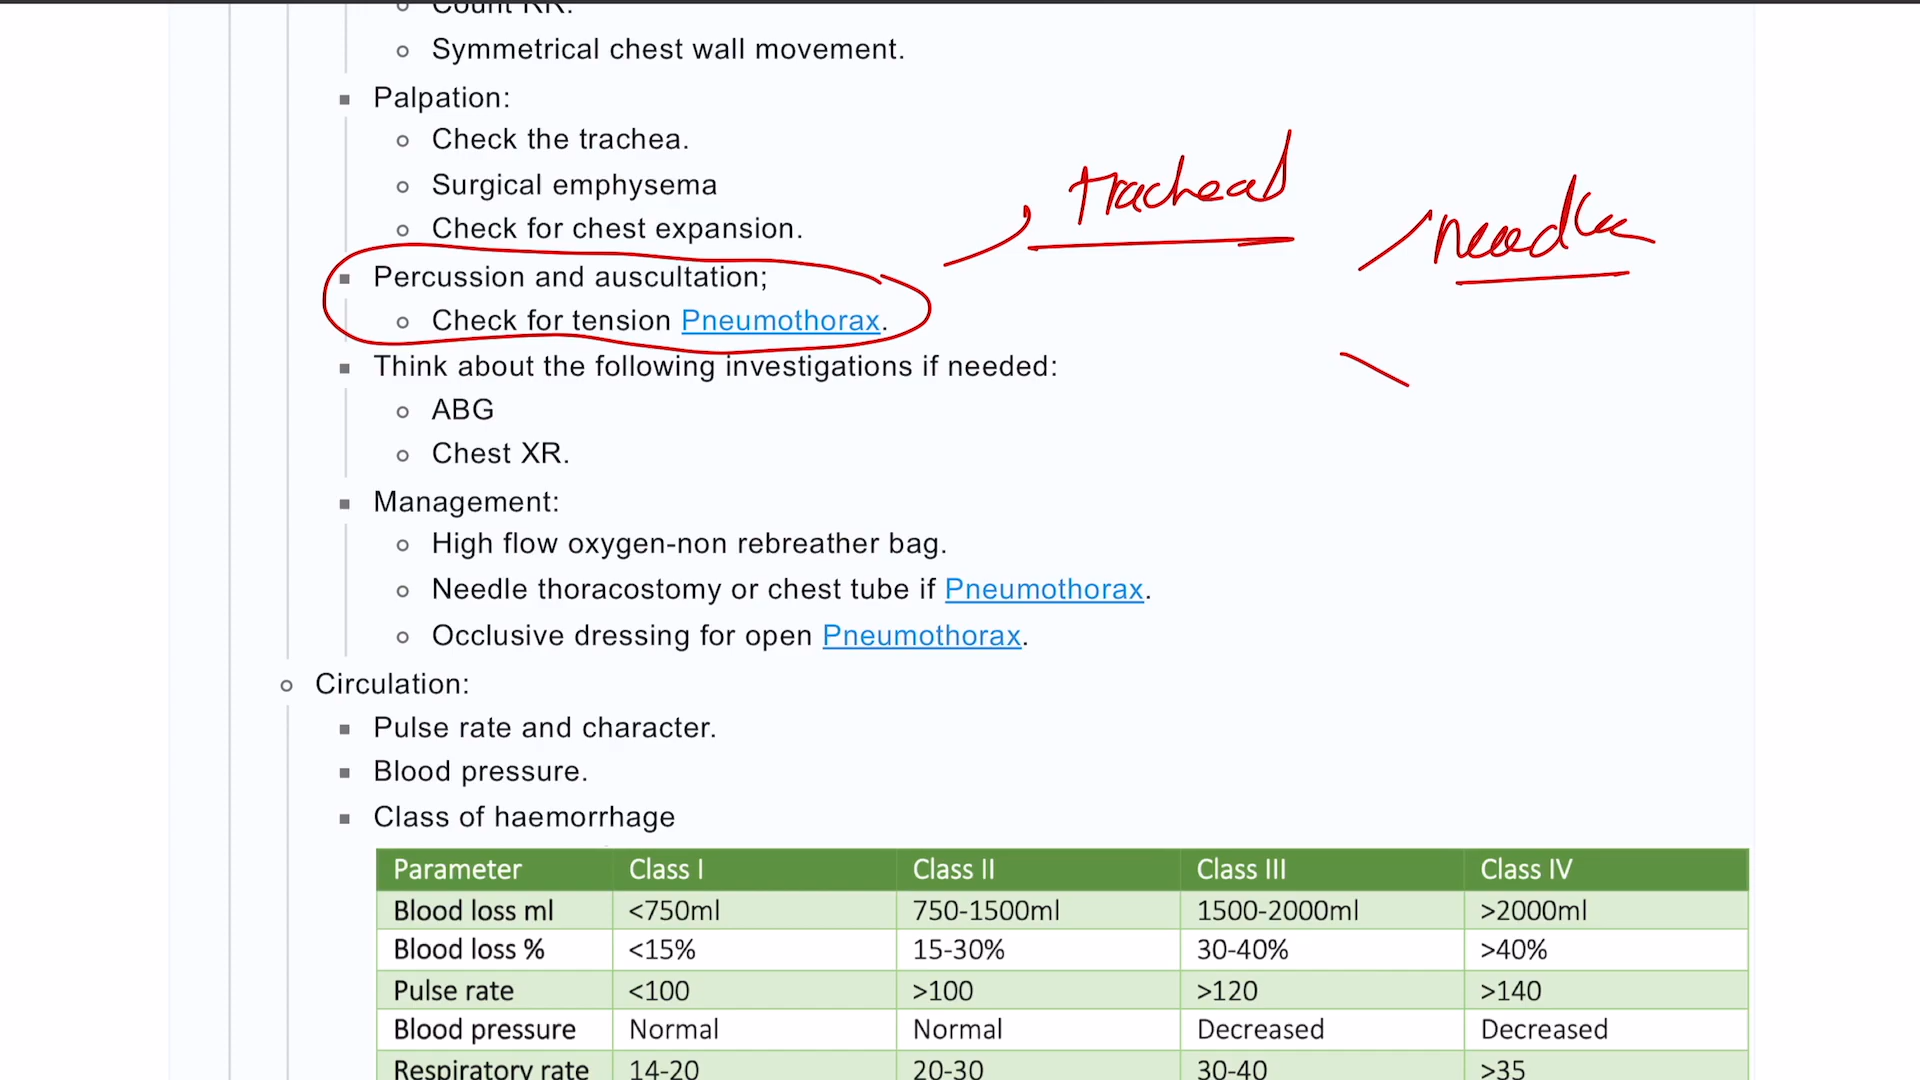 Count RR.
Symmetrical chest wall movement.
Palpation:
Check the trachea.
Surgical emphysema
Check for chest expansion.
tracheal
needle
Percussion and auscultation;
Check for tension Pneumothorax.
Think about the following investigations if needed:
ABG
Chest XR.
Management:
High flow oxygen-non rebreather bag.
Needle thoracostomy or chest tube if Pneumothorax.
Occlusive dressing for open Pneumothorax.
Circulation:
Pulse rate and character.
Blood pressure.
Class of haemorrhage
Parameter Class I Class II Class III Class IV
Blood loss ml <750ml 750-1500ml 1500-2000ml >2000ml
Blood loss % <15% 15-30% 30-40% >40%
Pulse rate <100 >100 >120 >140
Blood pressure Normal Normal Decreased Decreased
Respiratory rate 14-20 20-30 30-40 >35